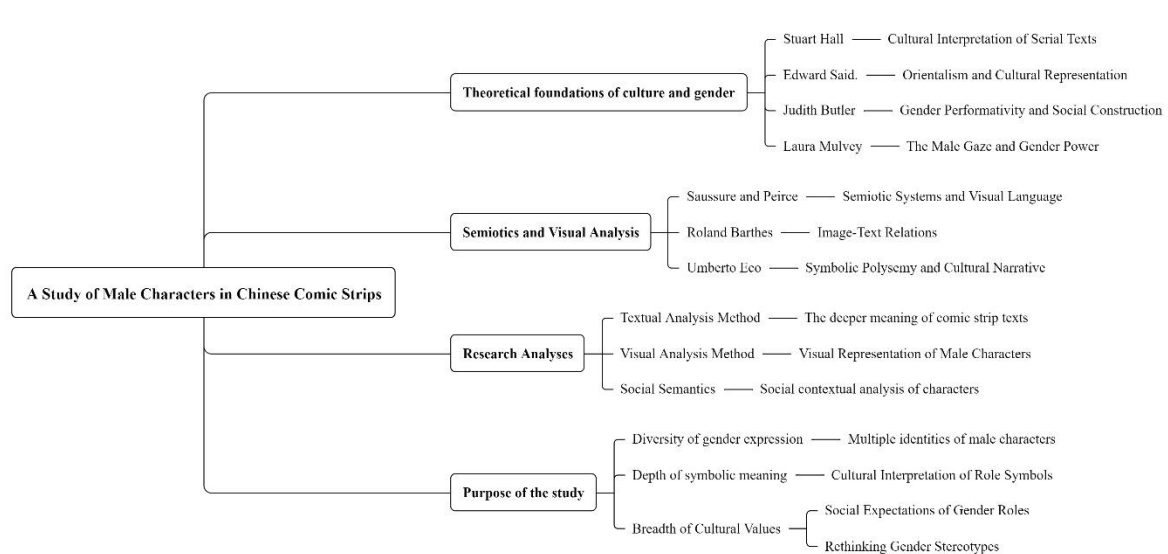 A Study of Male Characters in Chinese Comic Strips
Theoretical foundations of culture and gender
Stuart Hall
Cultural Interpretation of Serial Texts
Edward Said.
Orientalism and Cultural Representation
Judith Butler
Gender Performativity and Social Construction
Laura Mulvey
The Male Gaze and Gender Power
Semiotics and Visual Analysis
Saussure and Peirce
Semiotic Systems and Visual Language
Roland Barthes
Image-Text Relations
Umberto Eco
Symbolic Polysemy and Cultural Narrative
Research Analyses
Textual Analysis Method
The deeper meaning of comic strip texts
Visual Analysis Method
Visual Representation of Male Characters
Social Semantics
Social contextual analysis of characters
Purpose of the study
Diversity of gender expression
Multiple identities of male characters
Depth of symbolic meaning
Cultural Interpretation of Role Symbols
Breadth of Cultural Values
Social Expectations of Gender Roles
Rethinking Gender Stereotypes